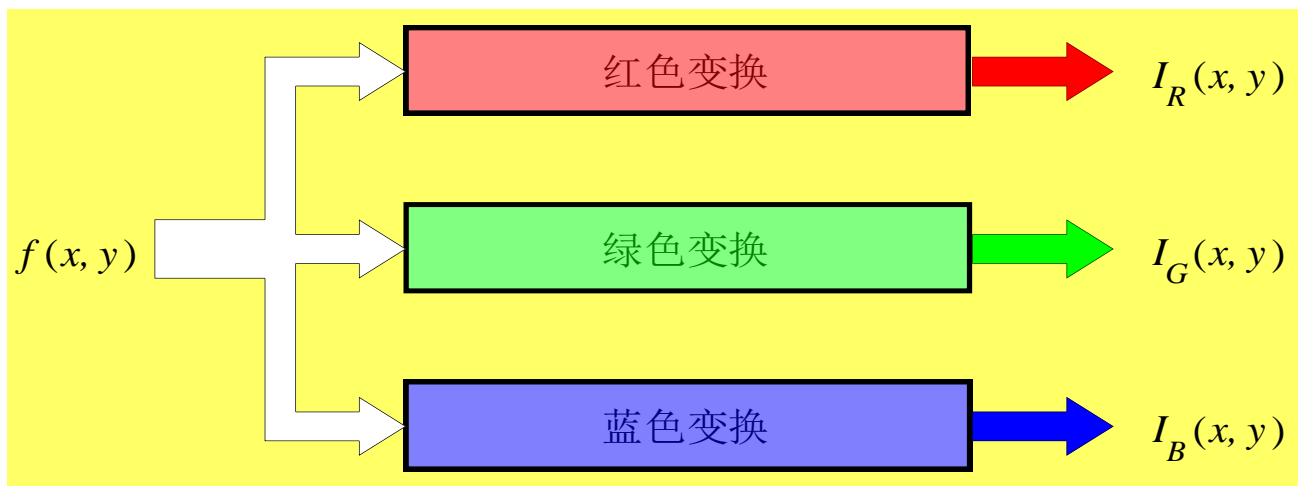 红色变换
I_R(x, y)
f(x, y)
绿色变换
I_G(x, y)
蓝色变换
I_B(x, y)